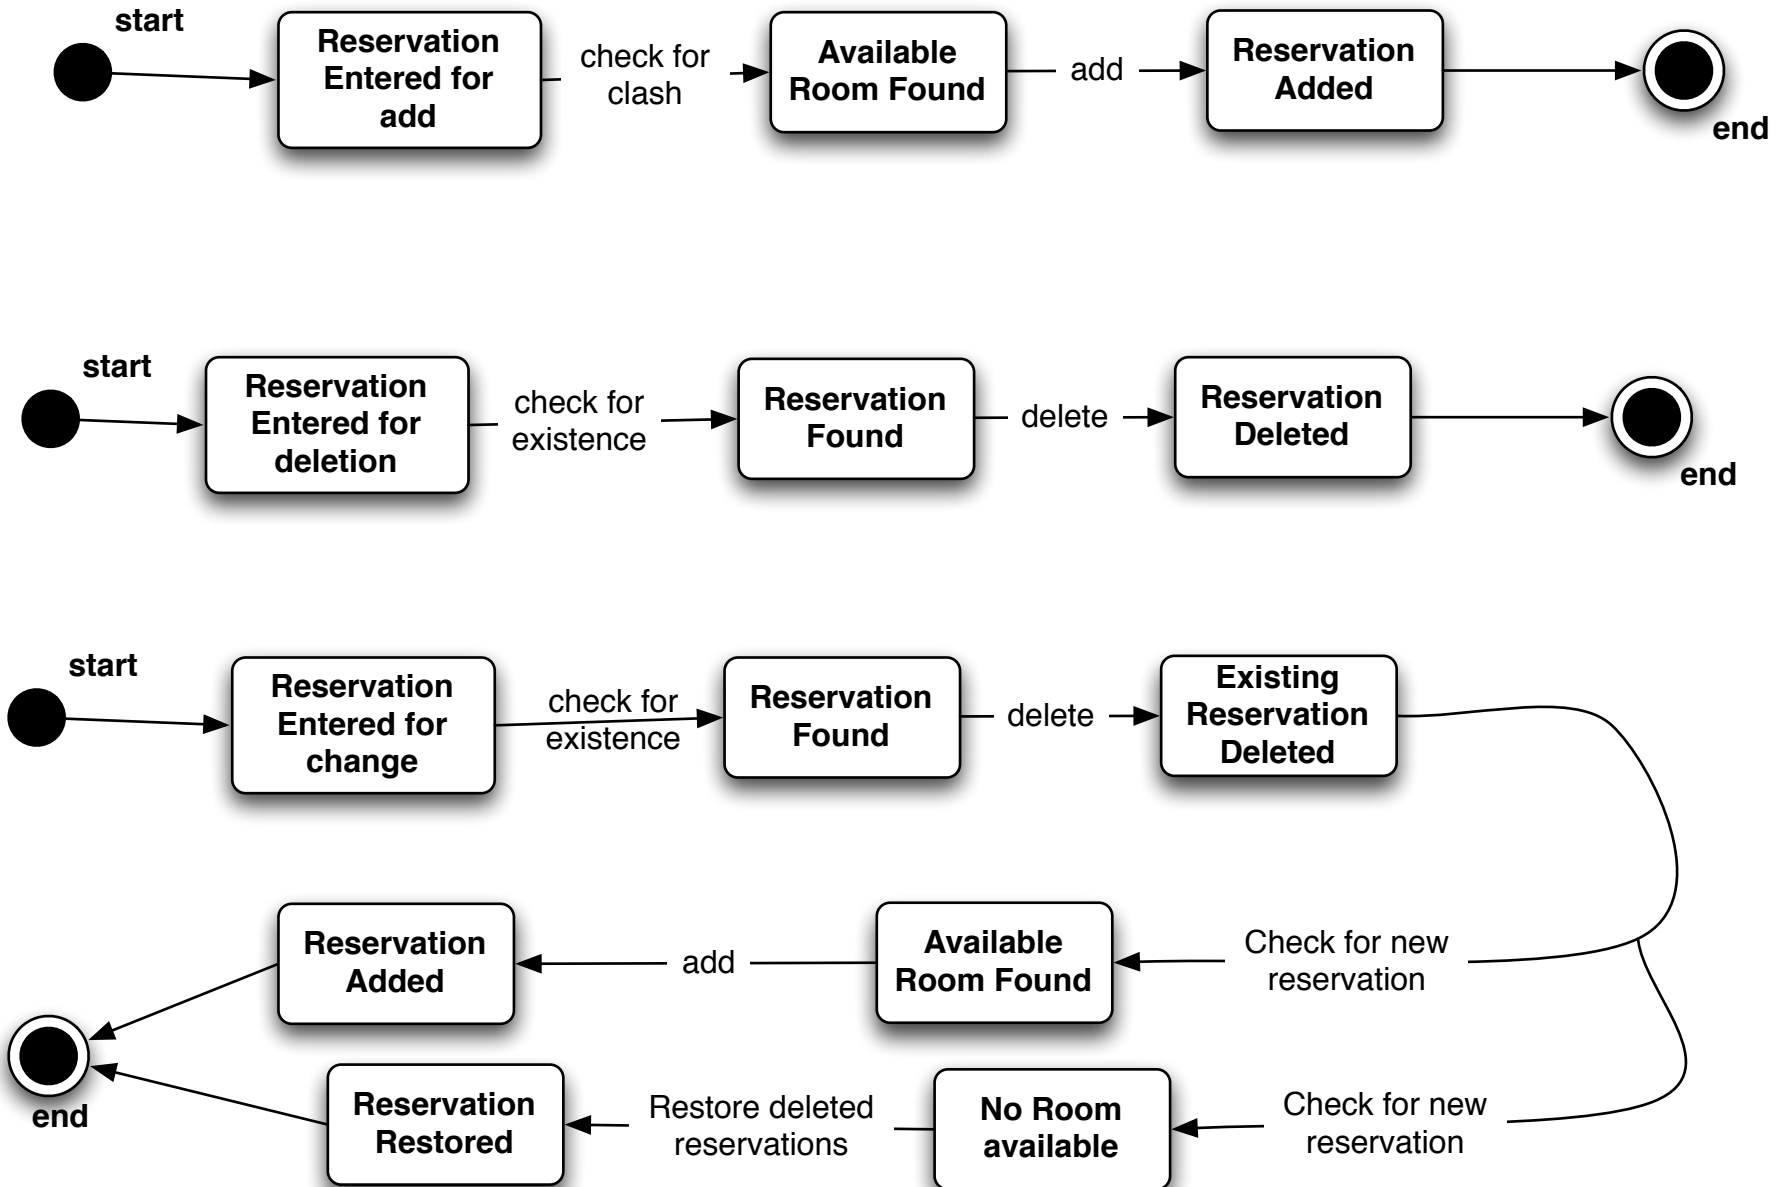 start
Reservation
Entered for
add
check for
clash
Available
Room Found
add
Reservation
Added
end
start
Reservation
Entered for
deletion
check for
existence
Reservation
Found
delete
Reservation
Deleted
end
start
Reservation
Entered for
change
check for
existence
Reservation
Found
delete
Existing
Reservation
Deleted
Reservation
Added
add
Available
Room Found
Check for new
reservation
end
Reservation
Restored
Restore deleted
reservations
No Room
available
Check for new
reservation